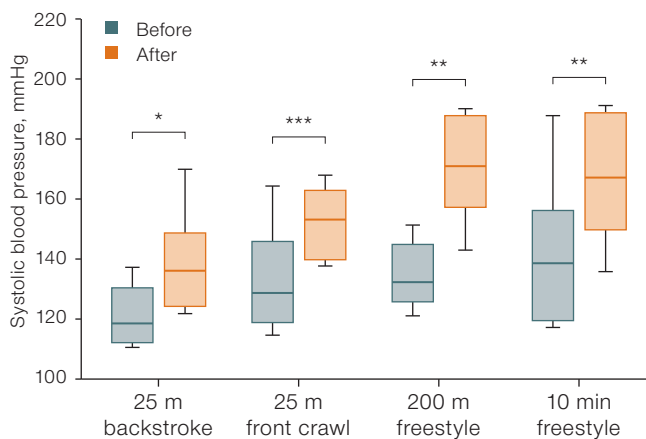 Before
After
Systolic blood pressure, mmHg
220
200
180
160
140
120
100
*
***
**
**
25 m
backstroke
25 m
front crawl
200 m
freestyle
10 min
freestyle